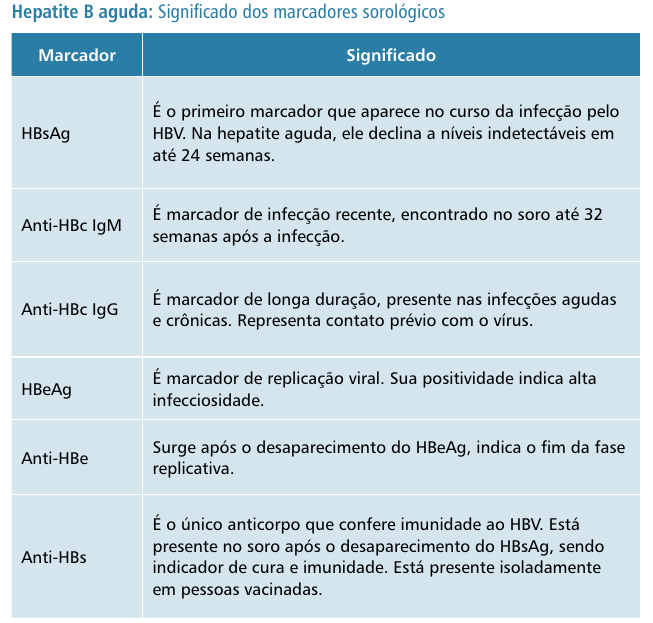 Hepatite B aguda: Significado dos marcadores sorológicos
Marcador
Significado
HBsAg
É o primeiro marcador que aparece no curso da infecção pelo
HBV. Na hepatite aguda, ele declina a níveis indetectáveis em
até 24 semanas.
Anti-HBc IgM
É marcador de infecção recente, encontrado no soro até 32
semanas após a infecção.
Anti-HBc IgG
É marcador de longa duração, presente nas infecções agudas
e crônicas. Representa contato prévio com o vírus.
HBeAg
É marcador de replicação viral. Sua positividade indica alta
infecciosidade.
Anti-HBe
Surge após o desaparecimento do HBeAg, indica o fim da fase
replicativa.
Anti-HBs
É o único anticorpo que confere imunidade ao HBV. Está
presente no soro após o desaparecimento do HBsAg, sendo
indicador de cura e imunidade. Está presente isoladamente
em pessoas vacinadas.